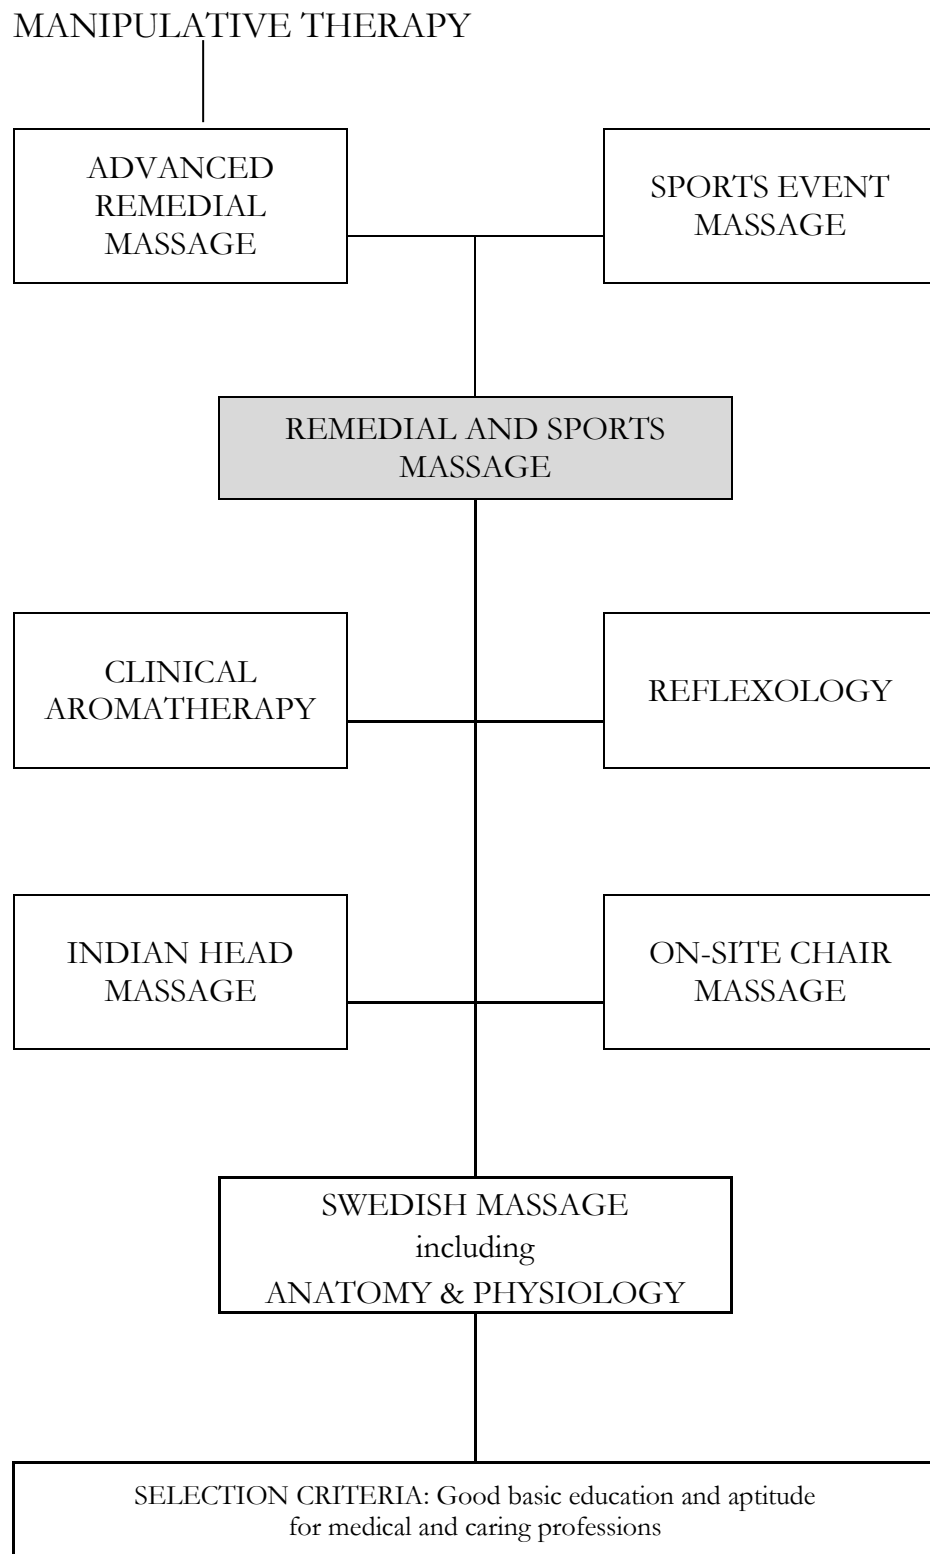 MANIPULATIVE THERAPY
ADVANCED
REMEDIAL
MASSAGE
SPORTS EVENT
MASSAGE
REMEDIAL AND SPORTS
MASSAGE
CLINICAL
AROMATHERAPY
REFLEXOLOGY
INDIAN HEAD
MASSAGE
ON-SITE CHAIR
MASSAGE
SWEDISH MASSAGE
including
ANATOMY & PHYSIOLOGY
SELECTION CRITERIA: Good basic education and aptitude
for medical and caring professions